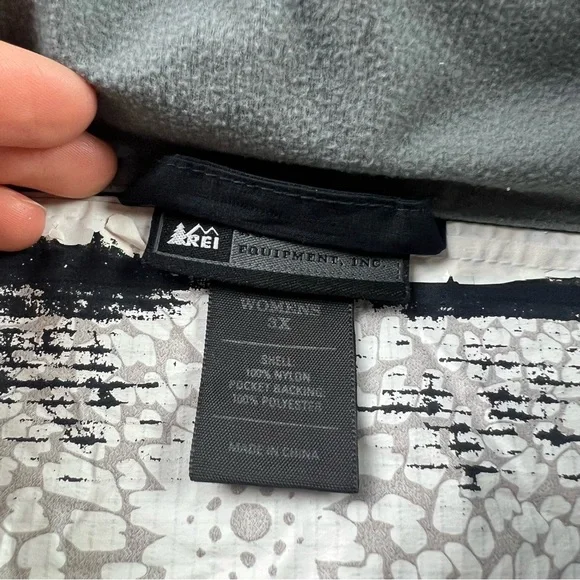 REI
EQUIPMENT, INC.
WOMENS
3X
SHELL:
100% NYLON
POCKET BACKING:
100% POLYESTER
MADE IN CHINA